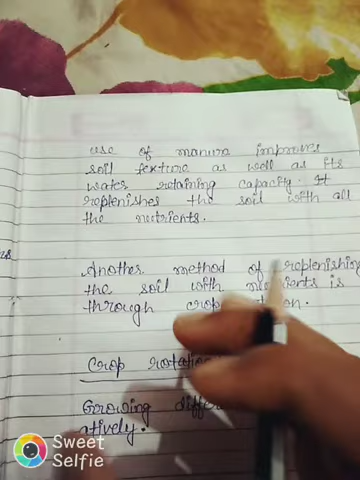 use of manure improves
soil texture as well as its
water retaining capacity. It
replenishes the soil with all
the nutrients.
Another method of replenishing
the soil with nutrients is
through crop
Crop rotation
Growing
atively.
Sweet
Selfie